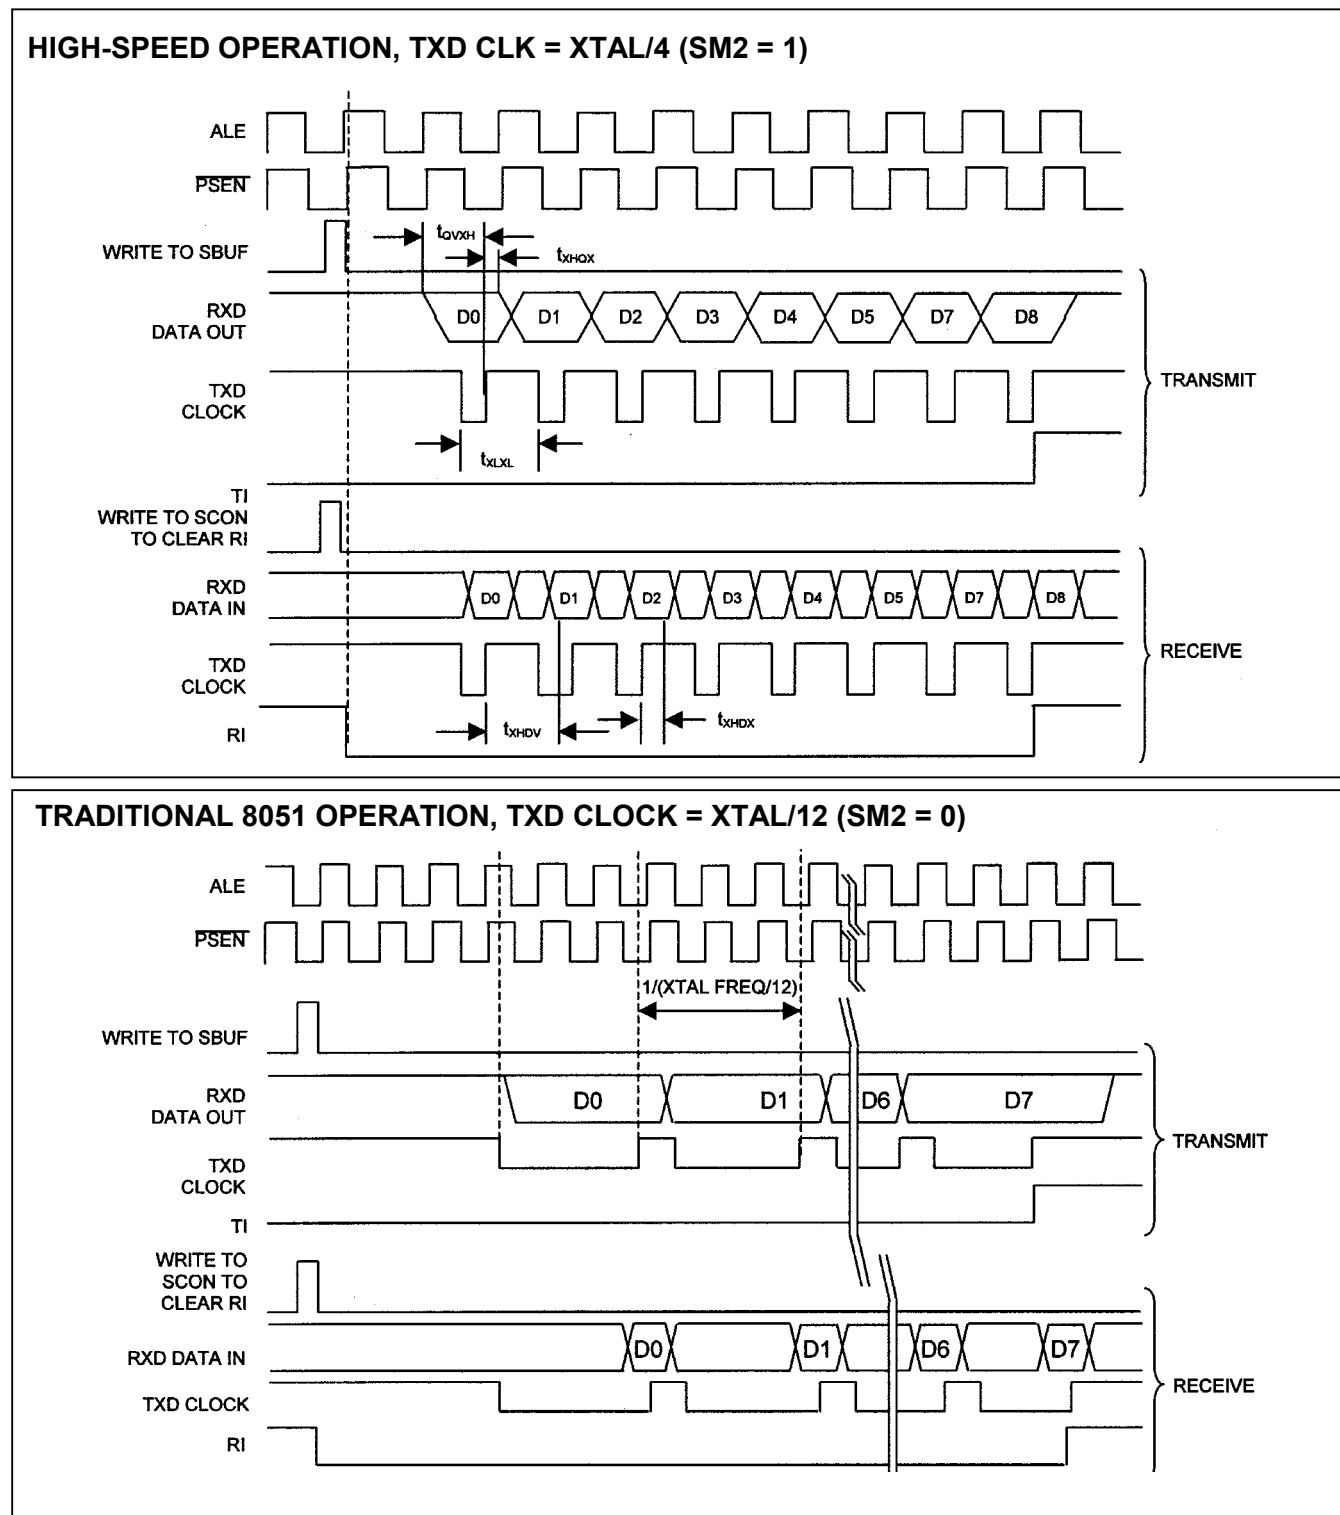 HIGH-SPEED OPERATION, TXD CLK = XTAL/4 (SM2 = 1)
ALE
PSEN
WRITE TO SBUF
tQVXH
tXHQX
RXD
DATA OUT
D0 D1 D2 D3 D4 D5 D7 D8
TXD
CLOCK
TRANSMIT
tXLXL
TI
WRITE TO SCON
TO CLEAR RI
RXD
DATA IN
D0 D1 D2 D3 D4 D5 D7 D8
TXD
CLOCK
RECEIVE
tXHDV
tXHDX
RI
TRADITIONAL 8051 OPERATION, TXD CLOCK = XTAL/12 (SM2 = 0)
ALE
PSEN
1/(XTAL FREQ/12)
WRITE TO SBUF
RXD
DATA OUT
D0 D1 D6 D7
TXD
CLOCK
TRANSMIT
TI
WRITE TO
SCON TO
CLEAR RI
RXD DATA IN
D0 D1 D6 D7
TXD CLOCK
RECEIVE
RI